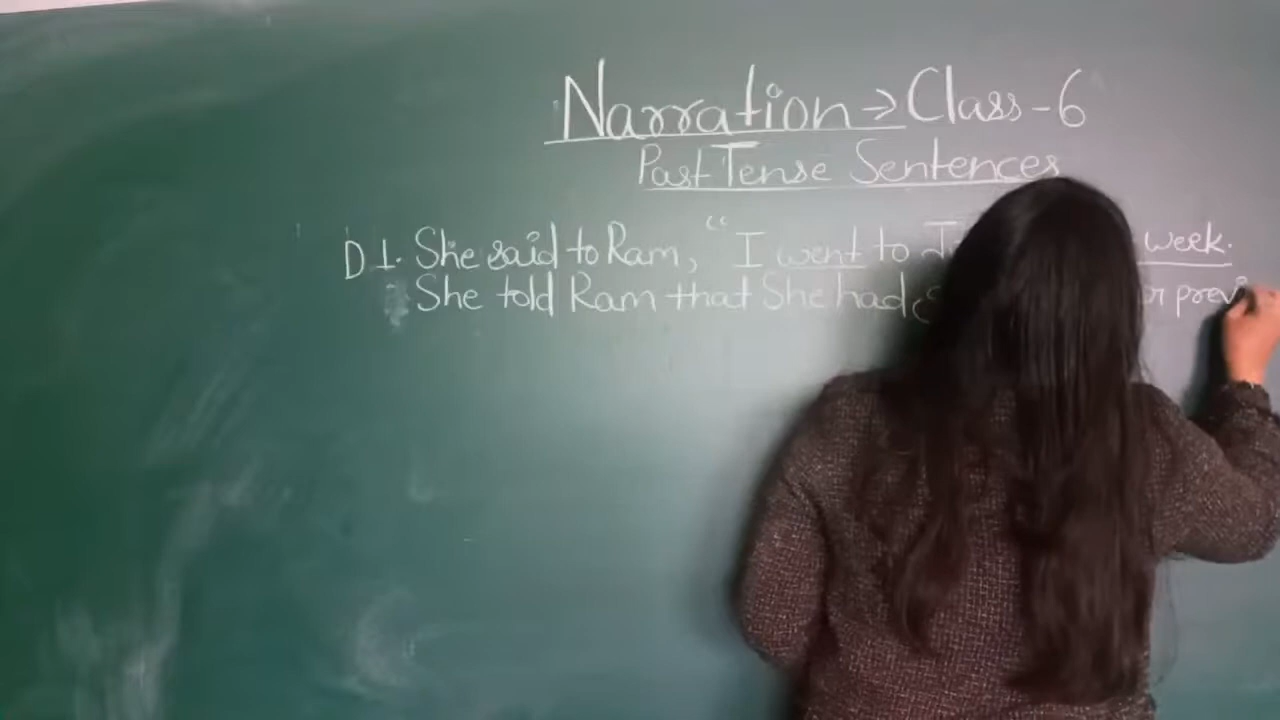 Narration → Class-6
Past Tense Sentences
D 1. She said to Ram, “I went to week.
She told Ram that She had